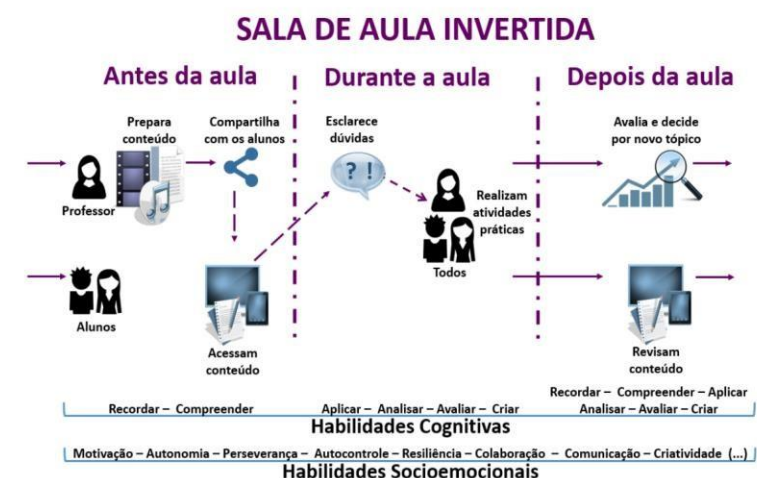 SALA DE AULA INVERTIDA
Antes da aula
Durante a aula
Depois da aula
Prepara
conteúdo
Compartilha
com os alunos
Professor
Alunos
Acessam
conteúdo
Esclarece
dúvidas
? !
Realizam
atividades
práticas
Todos
Avalia e decide
por novo tópico
Revisam
conteúdo
Recordar – Compreender
Aplicar – Analisar – Avaliar – Criar
Recordar – Compreender – Aplicar
Analisar – Avaliar – Criar
Habilidades Cognitivas
Motivação – Autonomia – Perseverança – Autocontrole – Resiliência – Colaboração – Comunicação – Criatividade (...)
Habilidades Socioemocionais